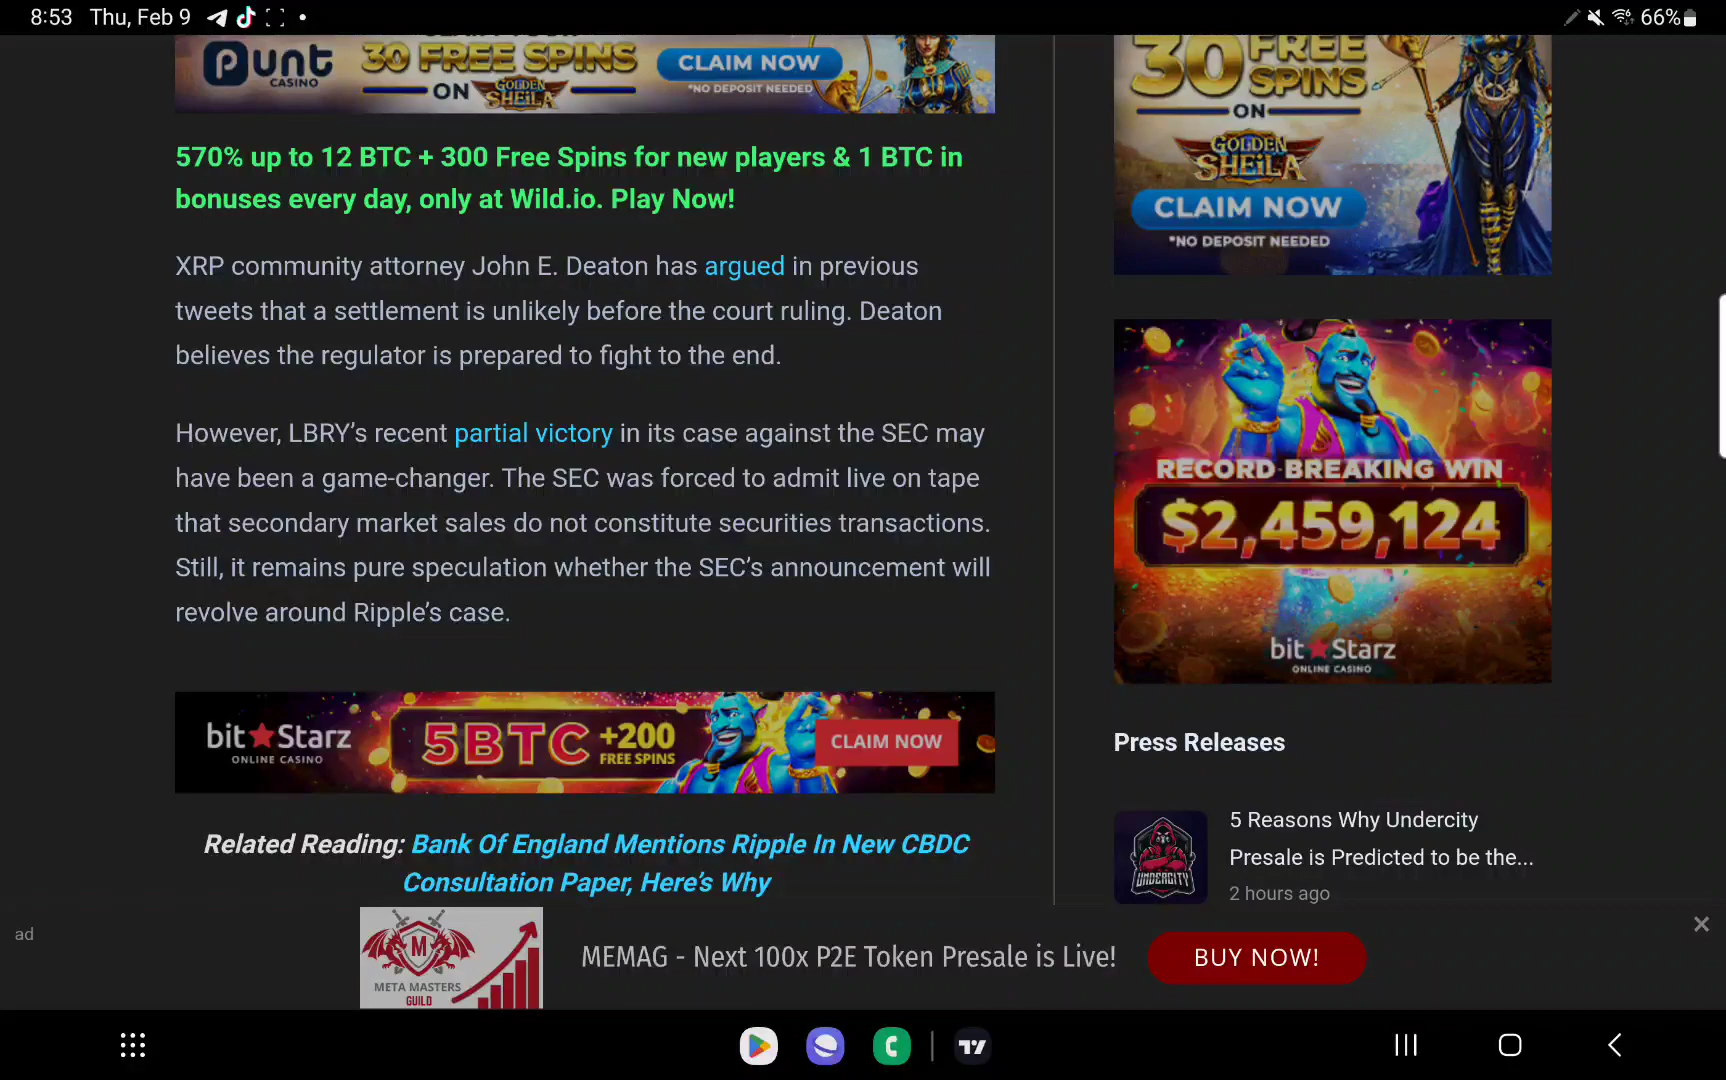 8:53 Thu, Feb 9
66%
Punt
CASINO
30 FREE SPINS
ON GOLDEN SHEILA
CLAIM NOW
*NO DEPOSIT NEEDED
30 FREE SPINS
ON
GOLDEN
SHEILA
CLAIM NOW
*NO DEPOSIT NEEDED
570% up to 12 BTC + 300 Free Spins for new players & 1 BTC in
bonuses every day, only at Wild.io. Play Now!
XRP community attorney John E. Deaton has argued in previous
tweets that a settlement is unlikely before the court ruling. Deaton
believes the regulator is prepared to fight to the end.
However, LBRY’s recent partial victory in its case against the SEC may
have been a game-changer. The SEC was forced to admit live on tape
that secondary market sales do not constitute securities transactions.
Still, it remains pure speculation whether the SEC’s announcement will
revolve around Ripple’s case.
RECORD BREAKING WIN
$2,459,124
bit Starz
ONLINE CASINO
bit Starz
ONLINE CASINO
5BTC +200
FREE SPINS
CLAIM NOW
Press Releases
5 Reasons Why Undercity
Presale is Predicted to be the...
2 hours ago
UNDERCITY
Related Reading: Bank Of England Mentions Ripple In New CBDC
Consultation Paper, Here’s Why
ad
M
META MASTERS
GUILD
MEMAG - Next 100x P2E Token Presale is Live!
BUY NOW!